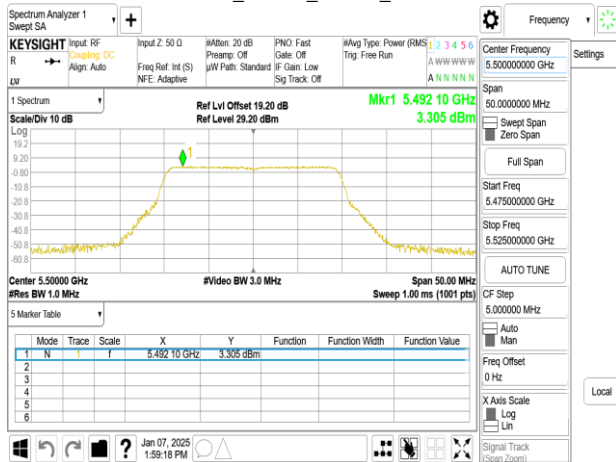 Spectrum Analyzer 1
Swept SA
+
Frequency
Settings
KEYSIGHT
R
LXI
Input: RF
Coupling: DC
Align: Auto
Input Z: 50 Ω
Freq Ref: Int (S)
NFE: Adaptive
#Atten: 20 dB
Preamp: Off
µW Path: Standard
PNO: Fast
Gate: Off
IF Gain: Low
Sig Track: Off
#Avg Type: Power (RMS
Trig: Free Run
1 2 3 4 5 6
A W W W W W
A N N N N N
1 Spectrum
Scale/Div 10 dB
Ref Lvl Offset 19.20 dB
Ref Level 29.20 dBm
Mkr1 5.492 10 GHz
3.305 dBm
Log
19.2
9.20
-0.80
-10.8
-20.8
-30.8
-40.8
-50.8
-60.8
1
Center 5.50000 GHz
#Res BW 1.0 MHz
#Video BW 3.0 MHz
Span 50.00 MHz
Sweep 1.00 ms (1001 pts)
5 Marker Table
Mode Trace Scale X Y Function Function Width Function Value
1 N 1 f 5.492 10 GHz 3.305 dBm
2
3
4
5
6
Center Frequency
5.500000000 GHz
Span
50.0000000 MHz
Swept Span
Zero Span
Full Span
Start Freq
5.475000000 GHz
Stop Freq
5.525000000 GHz
AUTO TUNE
CF Step
5.000000 MHz
Auto
Man
Freq Offset
0 Hz
X Axis Scale
Log
Lin
Signal Track
(Span Zoom)
Local
?
Jan 07, 2025
1:59:18 PM